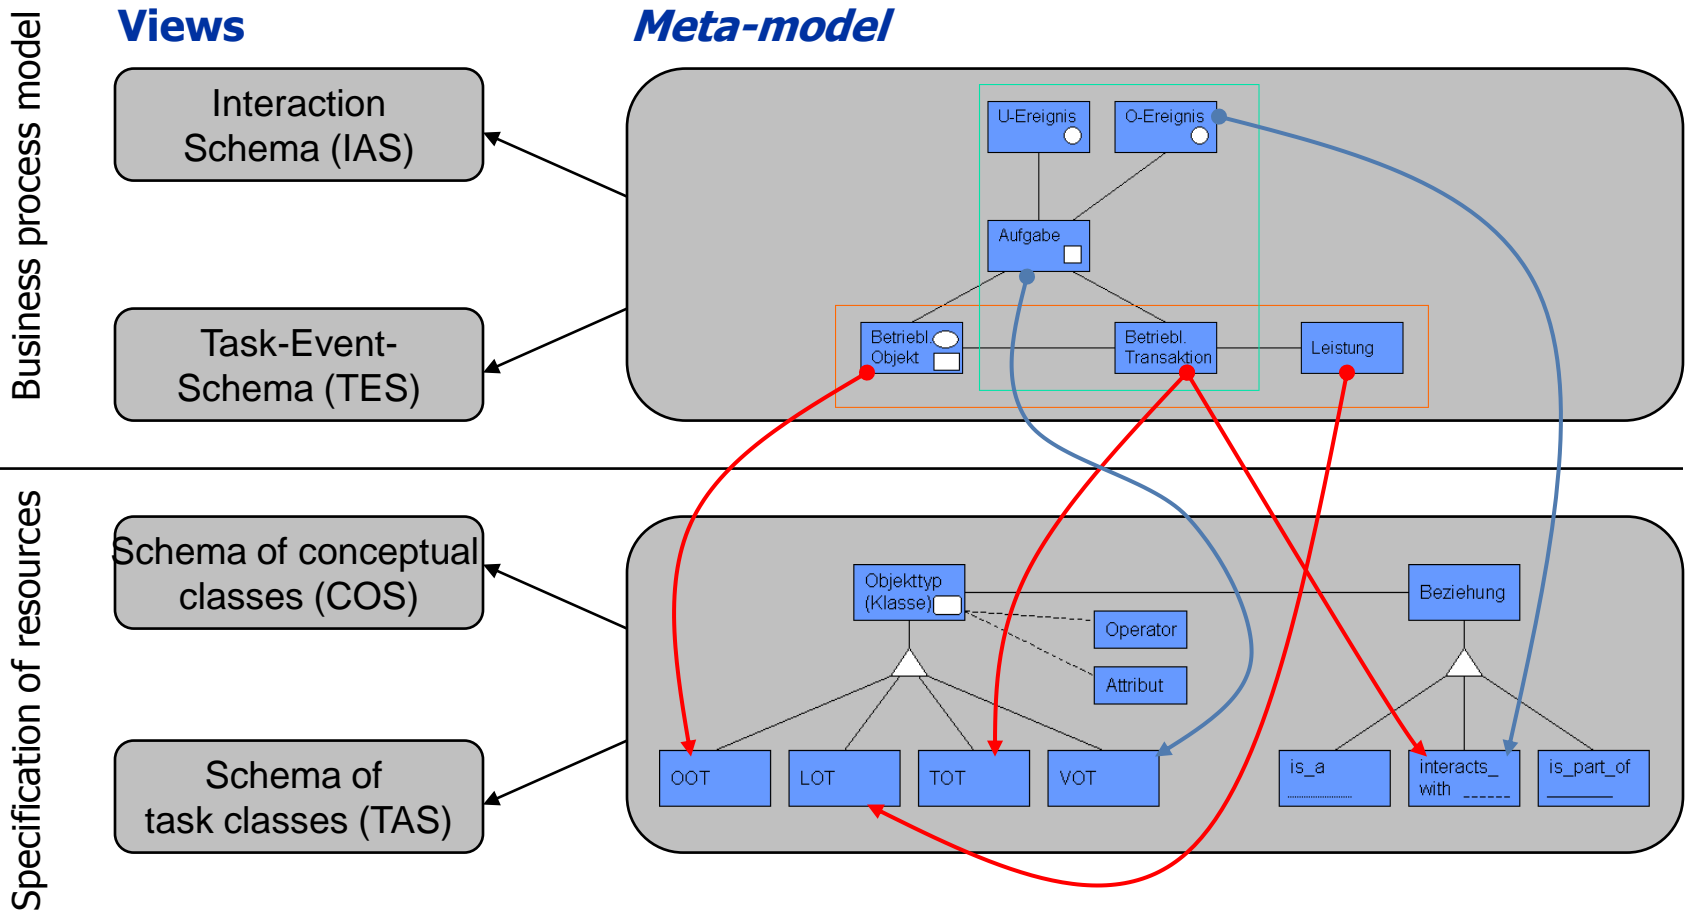 Views
Meta-model
Business process model
Interaction
Schema (IAS)
Task-Event-
Schema (TES)
U-Ereignis
O-Ereignis
Aufgabe
Betriebl.
Objekt
Betriebl.
Transaktion
Leistung
Specification of resources
Schema of conceptual
classes (COS)
Schema of
task classes (TAS)
Objekttyp
(Klasse)
Beziehung
Operator
Attribut
OOT
LOT
TOT
VOT
is_a
interacts_
with
is_part_of